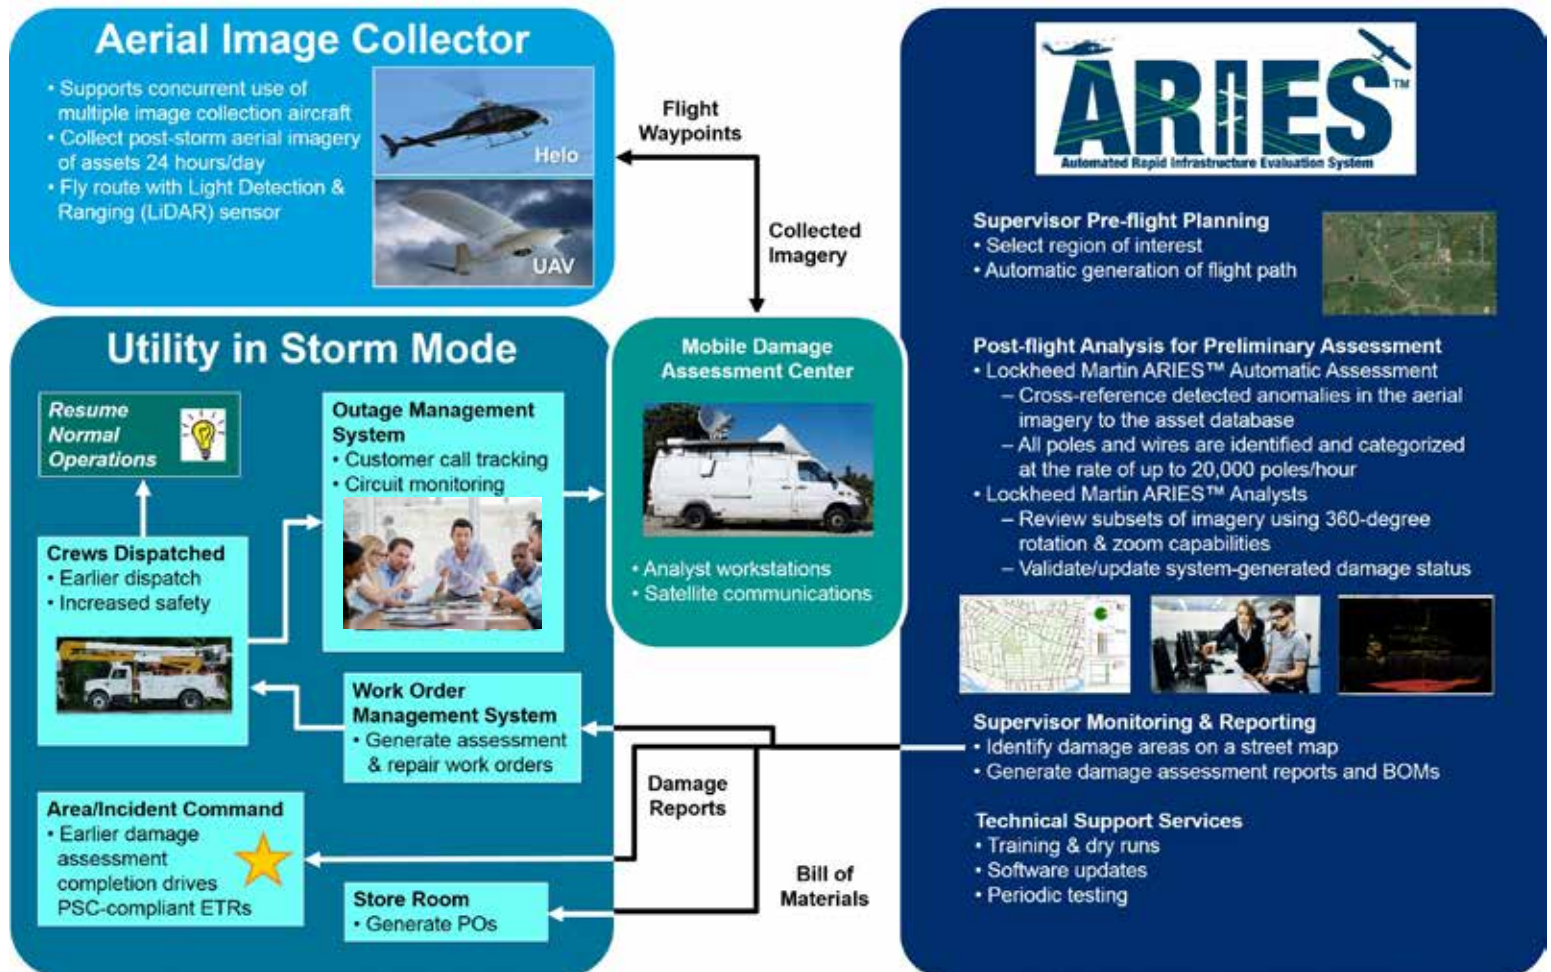 Aerial Image Collector
• Supports concurrent use of
multiple image collection aircraft
• Collect post-storm aerial imagery
of assets 24 hours/day
• Fly route with Light Detection &
Ranging (LiDAR) sensor
Helo
UAV
Flight
Waypoints
Collected
Imagery
ARIES™
Automated Rapid Infrastructure Evaluation System
Supervisor Pre-flight Planning
• Select region of interest
• Automatic generation of flight path
Post-flight Analysis for Preliminary Assessment
• Lockheed Martin ARIES™ Automatic Assessment
– Cross-reference detected anomalies in the aerial
imagery to the asset database
– All poles and wires are identified and categorized
at the rate of up to 20,000 poles/hour
• Lockheed Martin ARIES™ Analysts
– Review subsets of imagery using 360-degree
rotation & zoom capabilities
– Validate/update system-generated damage status
Supervisor Monitoring & Reporting
• Identify damage areas on a street map
• Generate damage assessment reports and BOMs
Technical Support Services
• Training & dry runs
• Software updates
• Periodic testing
Utility in Storm Mode
Resume
Normal
Operations
Outage Management
System
• Customer call tracking
• Circuit monitoring
Crews Dispatched
• Earlier dispatch
• Increased safety
Work Order
Management System
• Generate assessment
& repair work orders
Area/Incident Command
• Earlier damage
assessment
completion drives
PSC-compliant ETRs
Store Room
• Generate POs
Mobile Damage
Assessment Center
• Analyst workstations
• Satellite communications
Damage
Reports
Bill of
Materials